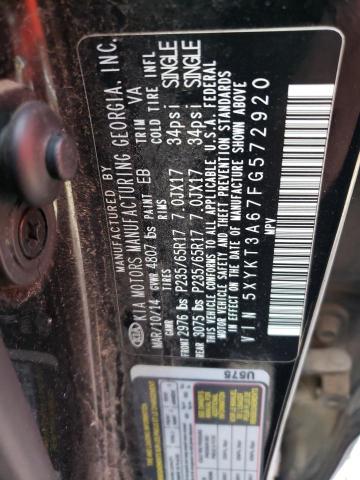 MANUFACTURED BY
KIA KIA MOTORS MANUFACTURING GEORGIA, INC.
MAR/10/14 GVWR 4807 lbs PAINT EB TRIM VA
GAWR RIMS COLD TIRE INFL
FRONT 2976 lbs P235/65R17 7.0JX17 34psi SINGLE
REAR 3075 lbs P235/65R17 7.0JX17 34psi SINGLE
THIS VEHICLE CONFORMS TO ALL APPLICABLE U.S. FEDERAL
MOTOR VEHICLE SAFETY AND THEFT PREVENTION STANDARDS
IN EFFECT ON THE DATE OF MANUFACTURE SHOWN ABOVE
VIN 5XYKT3A67FG572920
MPV
U575